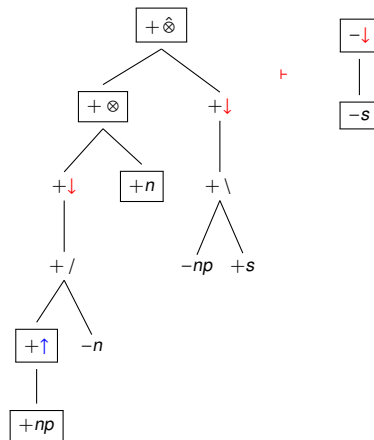 + ⊗̂ ⊢ −↓
+ ⊗ +↓ −s
+↓ +n + \
+ / −np +s
+↑ −n
+np